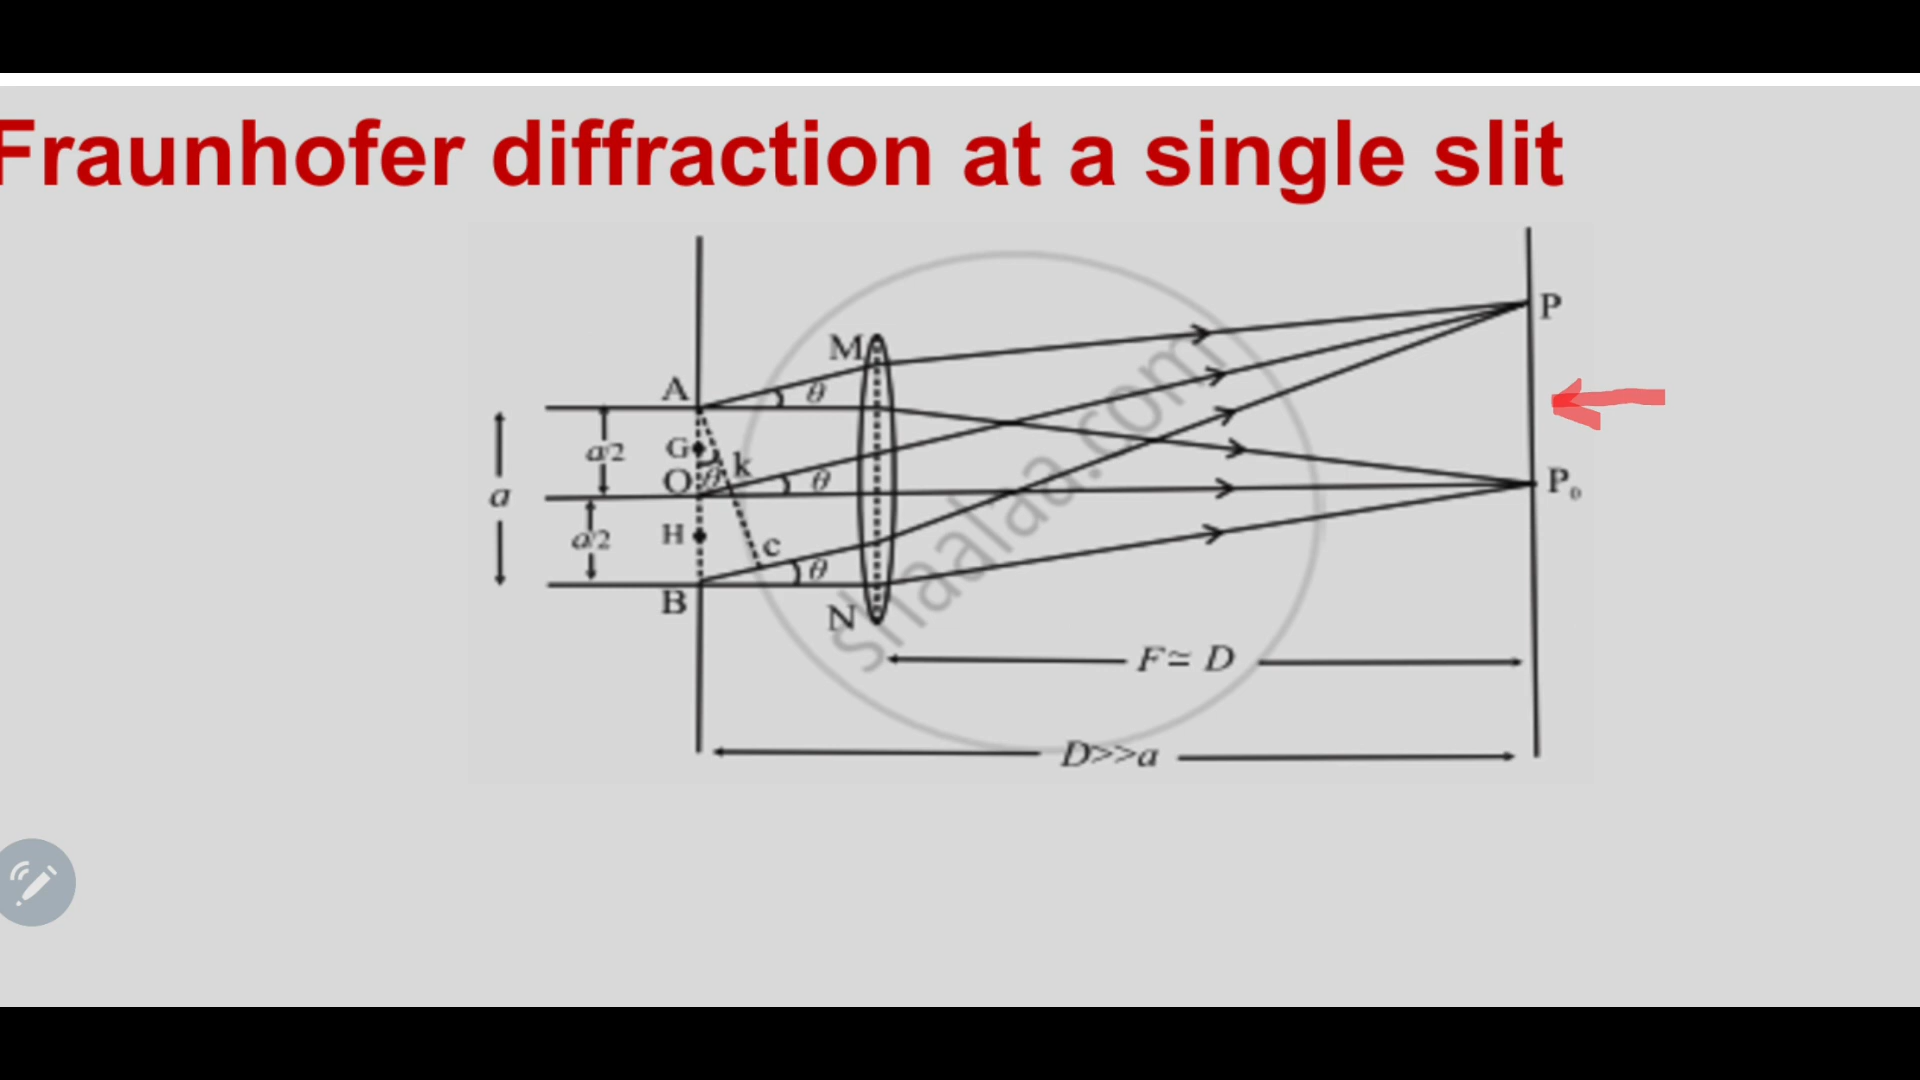 Fraunhofer diffraction at a single slit
P
M
A
θ
G
a/2
k
O
θ
θ
a
P₀
H
a/2
c
θ
B
N
shaalaa.com
F ≃ D
D>>a